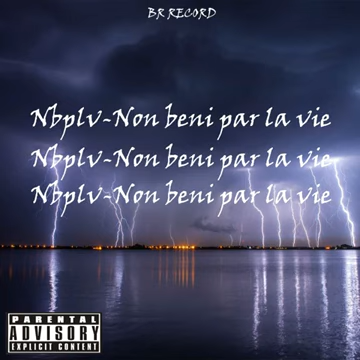 BR RECORD
Nbplv-Non beni par la vie
Nbplv-Non beni par la vie
Nbplv-Non beni par la vie
PARENTAL
ADVISORY
EXPLICIT CONTENT